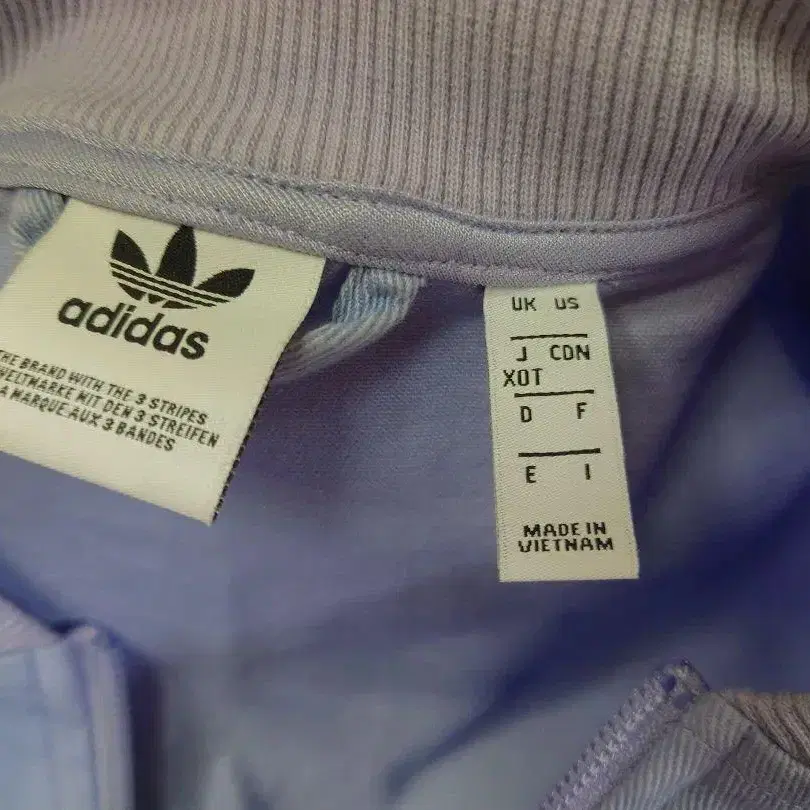 adidas
THE BRAND WITH THE 3 STRIPES
WELTMARKE MIT DEN 3 STREIFEN
LA MARQUE AUX 3 BANDES
UK US
J CDN
XOT
D F
E I
MADE IN
VIETNAM